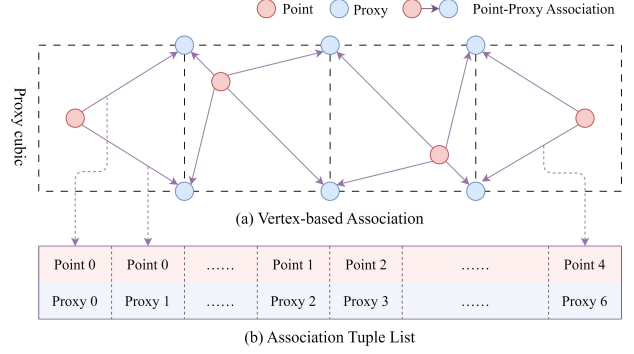 Point Proxy Point-Proxy Association
Proxy cubic
(a) Vertex-based Association
Point 0 Point 0 ...... Point 1 Point 2 ...... Point 4
Proxy 0 Proxy 1 ...... Proxy 2 Proxy 3 ...... Proxy 6
(b) Association Tuple List